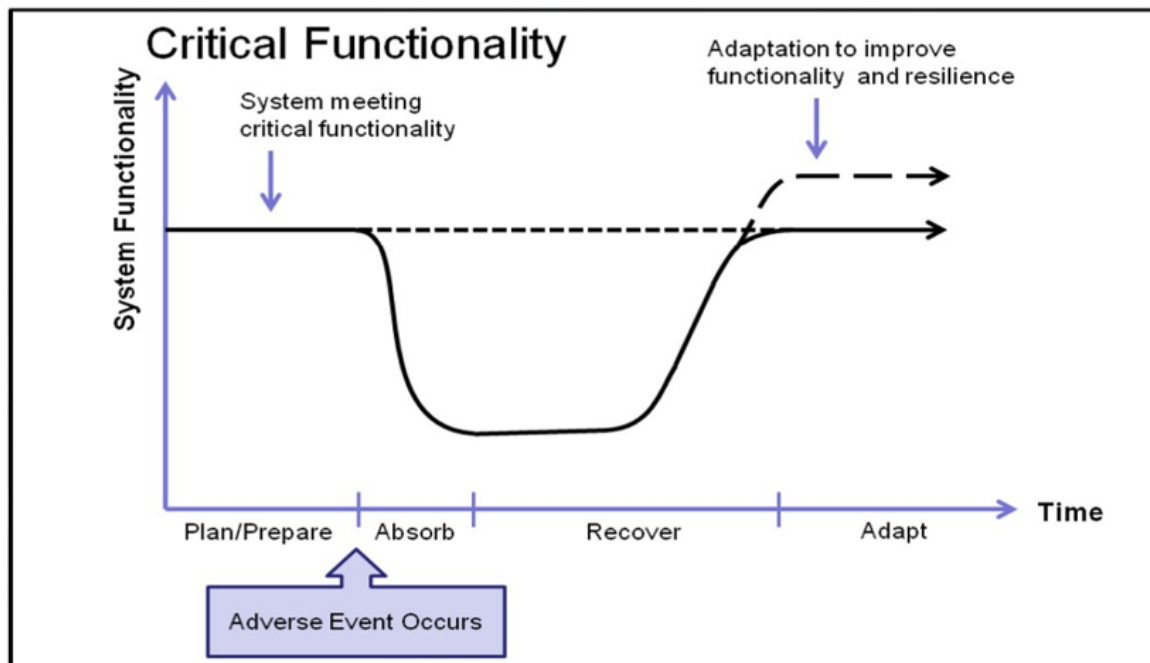 Critical Functionality
System meeting
critical functionality
Adaptation to improve
functionality and resilience
System Functionality
Time
Plan/Prepare
Absorb
Recover
Adapt
Adverse Event Occurs